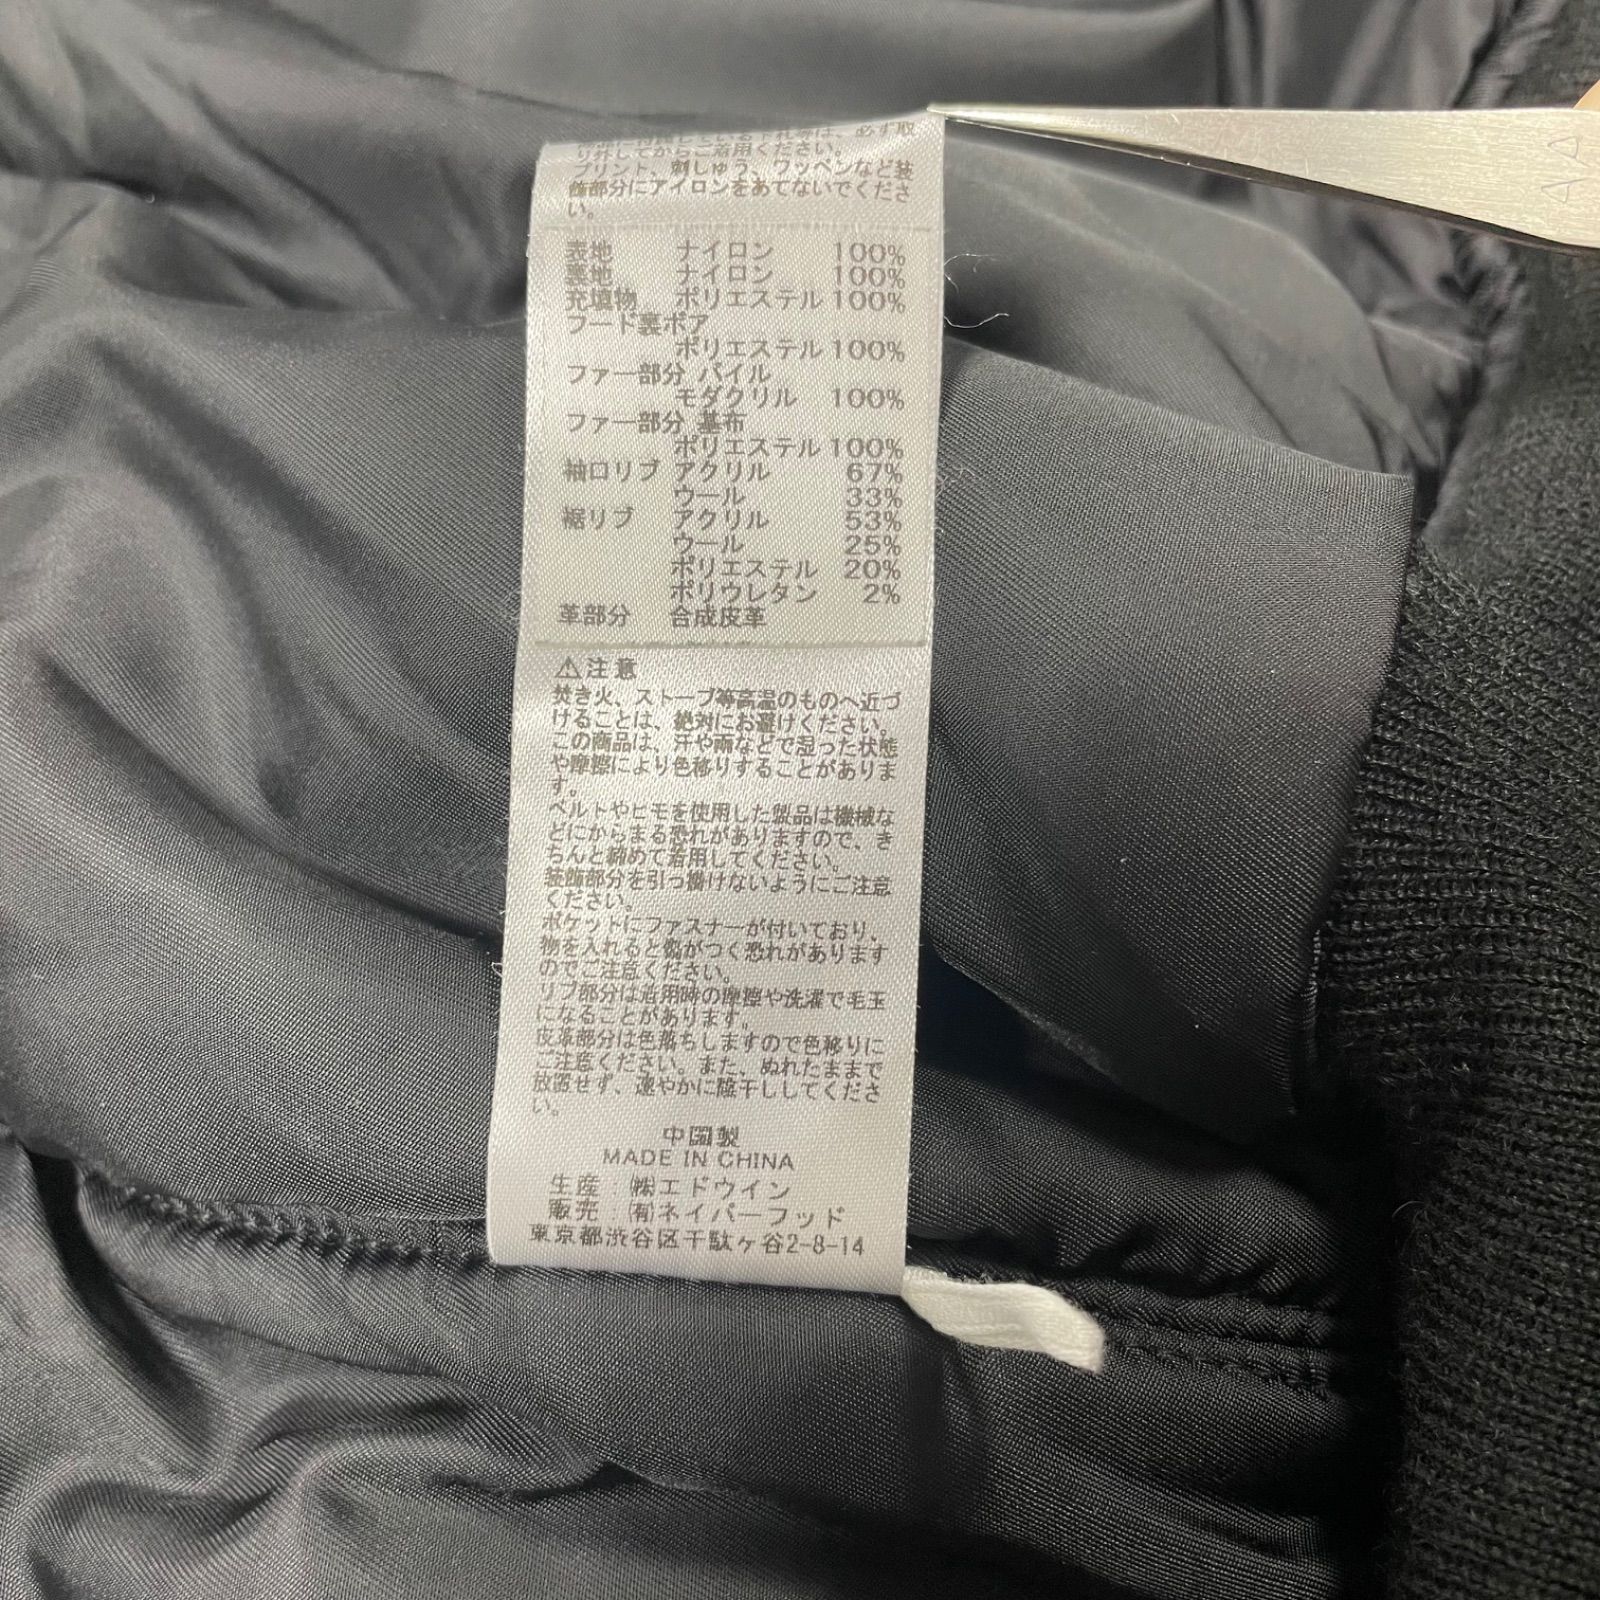 いる下げ札等は、必ず取
り外してからご着用ください。
プリント、刺しゅう、ワッペンなど装
飾部分にアイロンをあてないでくださ
い。
表地 ナイロン 100%
裏地 ナイロン 100%
充填物 ポリエステル 100%
フード裏ボア
ポリエステル 100%
ファー部分 パイル
モダクリル 100%
ファー部分 基布
ポリエステル 100%
袖口リブ アクリル 67%
ウール 33%
裾リブ アクリル 53%
ウール 25%
ポリエステル 20%
ポリウレタン 2%
革部分 合成皮革
⚠注意
焚き火、ストーブ等高温のものへ近づ
けることは、絶対にお避けください。
この商品は、汗や雨などで湿った状態
や摩擦により色移りすることがありま
す。
ベルトやヒモを使用した製品は機械な
どにからまる恐れがありますので、き
ちんと締めて着用してください。
装飾部分を引っ掛けないようにご注意
ください。
ポケットにファスナーが付いており、
物を入れると傷がつく恐れがあります
のでご注意ください。
リブ部分は着用時の摩擦や洗濯で毛玉
になることがあります。
皮革部分は色落ちしますので色移りに
ご注意ください。また、ぬれたままで
放置せず、速やかに陰干ししてくださ
い。
中国製
MADE IN CHINA
生産：㈱エドウイン
販売：㈲ネイバーフッド
東京都渋谷区千駄ヶ谷2-8-14